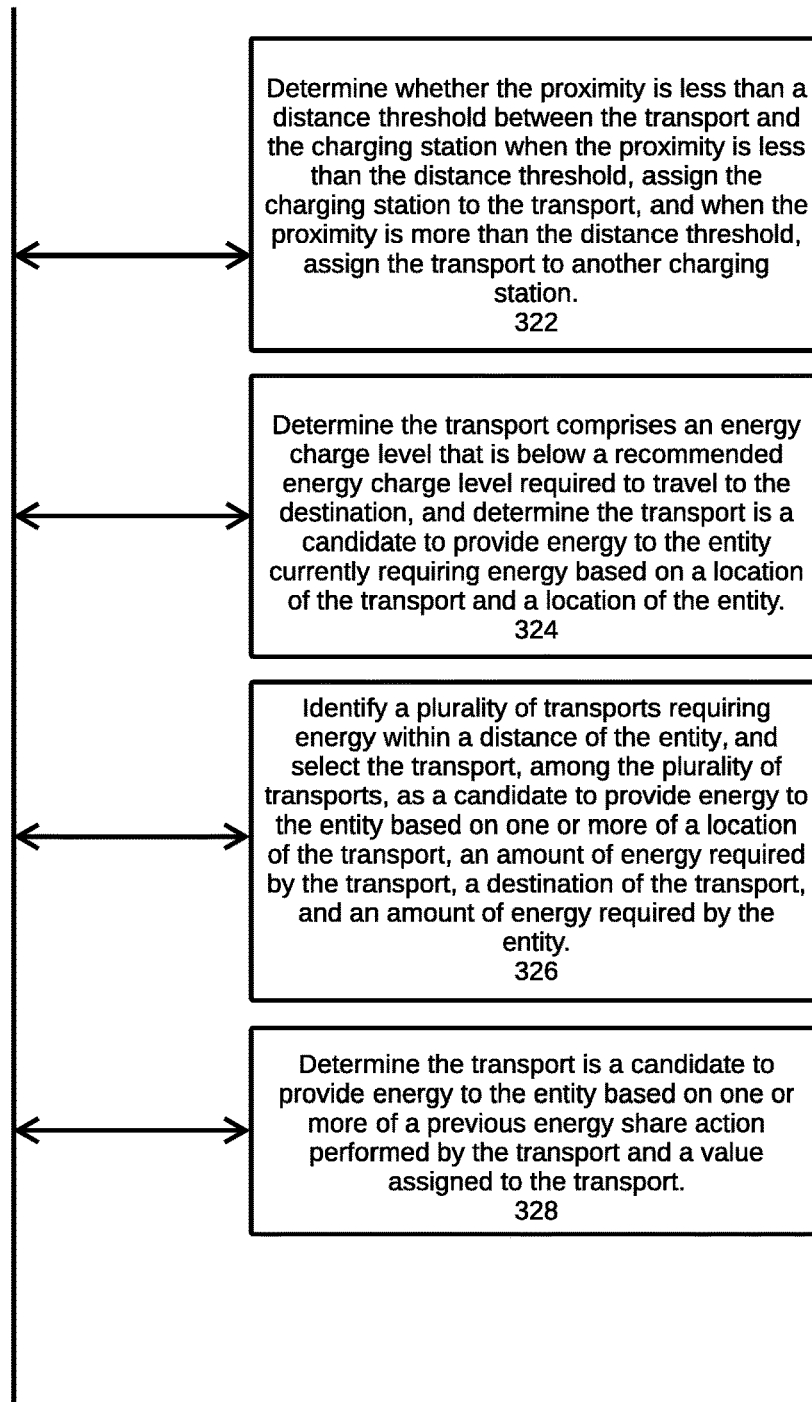 Determine whether the proximity is less than a
distance threshold between the transport and
the charging station when the proximity is less
than the distance threshold, assign the
charging station to the transport, and when the
proximity is more than the distance threshold,
assign the transport to another charging
station.
322
Determine the transport comprises an energy
charge level that is below a recommended
energy charge level required to travel to the
destination, and determine the transport is a
candidate to provide energy to the entity
currently requiring energy based on a location
of the transport and a location of the entity.
324
Identify a plurality of transports requiring
energy within a distance of the entity, and
select the transport, among the plurality of
transports, as a candidate to provide energy to
the entity based on one or more of a location
of the transport, an amount of energy required
by the transport, a destination of the transport,
and an amount of energy required by the
entity.
326
Determine the transport is a candidate to
provide energy to the entity based on one or
more of a previous energy share action
performed by the transport and a value
assigned to the transport.
328